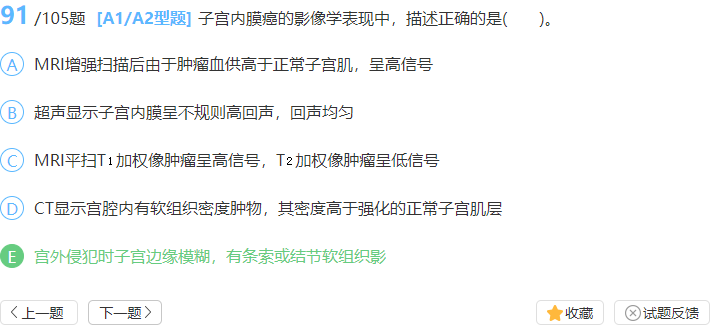 91 /105题 [A1/A2型题] 子宫内膜癌的影像学表现中，描述正确的是( )。
A MRI增强扫描后由于肿瘤血供高于正常子宫肌，呈高信号
B 超声显示子宫内膜呈不规则高回声，回声均匀
C MRI平扫T1加权像肿瘤呈高信号，T2加权像肿瘤呈低信号
D CT显示宫腔内有软组织密度肿物，其密度高于强化的正常子宫肌层
E 宫外侵犯时子宫边缘模糊，有条索或结节软组织影
上一题 下一题 收藏 试题反馈